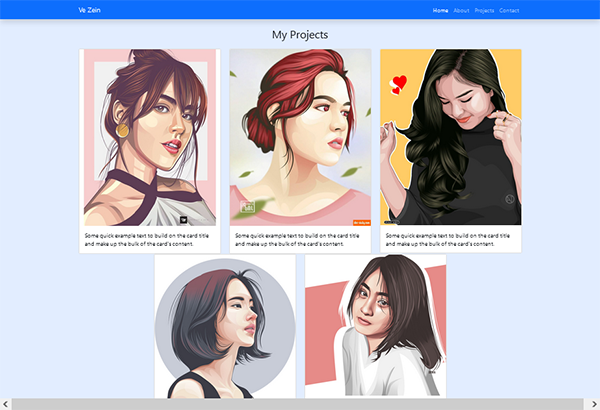 Ve Zein
Home About Projects Contact
My Projects
Some quick example text to build on the card title
and make up the bulk of the card's content.
Some quick example text to build on the card title
and make up the bulk of the card's content.
Some quick example text to build on the card title
and make up the bulk of the card's content.